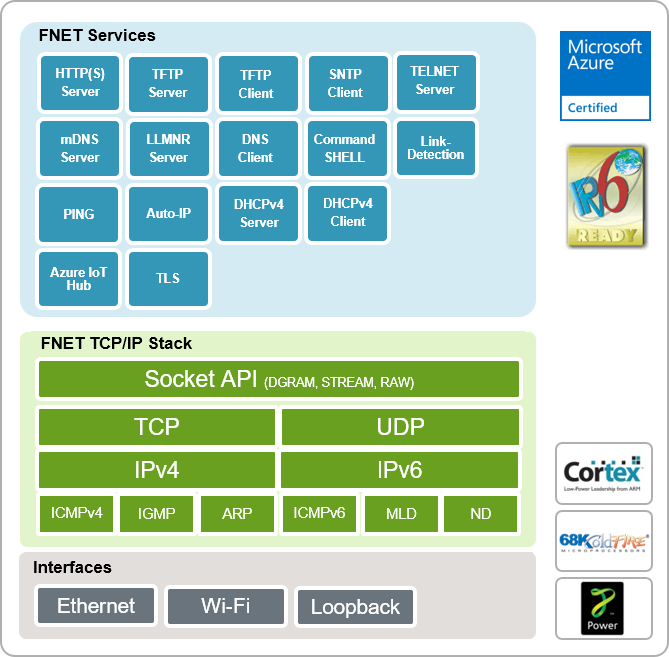 FNET Services
HTTP(S)
Server
TFTP
Server
TFTP
Client
SNTP
Client
TELNET
Server
mDNS
Server
LLMNR
Server
DNS
Client
Command
SHELL
Link-
Detection
PING
Auto-IP
DHCPv4
Server
DHCPv4
Client
Azure IoT
Hub
TLS
FNET TCP/IP Stack
Socket API (DGRAM, STREAM, RAW)
TCP
UDP
IPv4
IPv6
ICMPv4
IGMP
ARP
ICMPv6
MLD
ND
Interfaces
Ethernet
Wi-Fi
Loopback
Microsoft
Azure
Certified
IPv6
READY
Cortex
Low-Power Leadership from ARM
68K ColdFire®
MICROPROCESSORS
Power